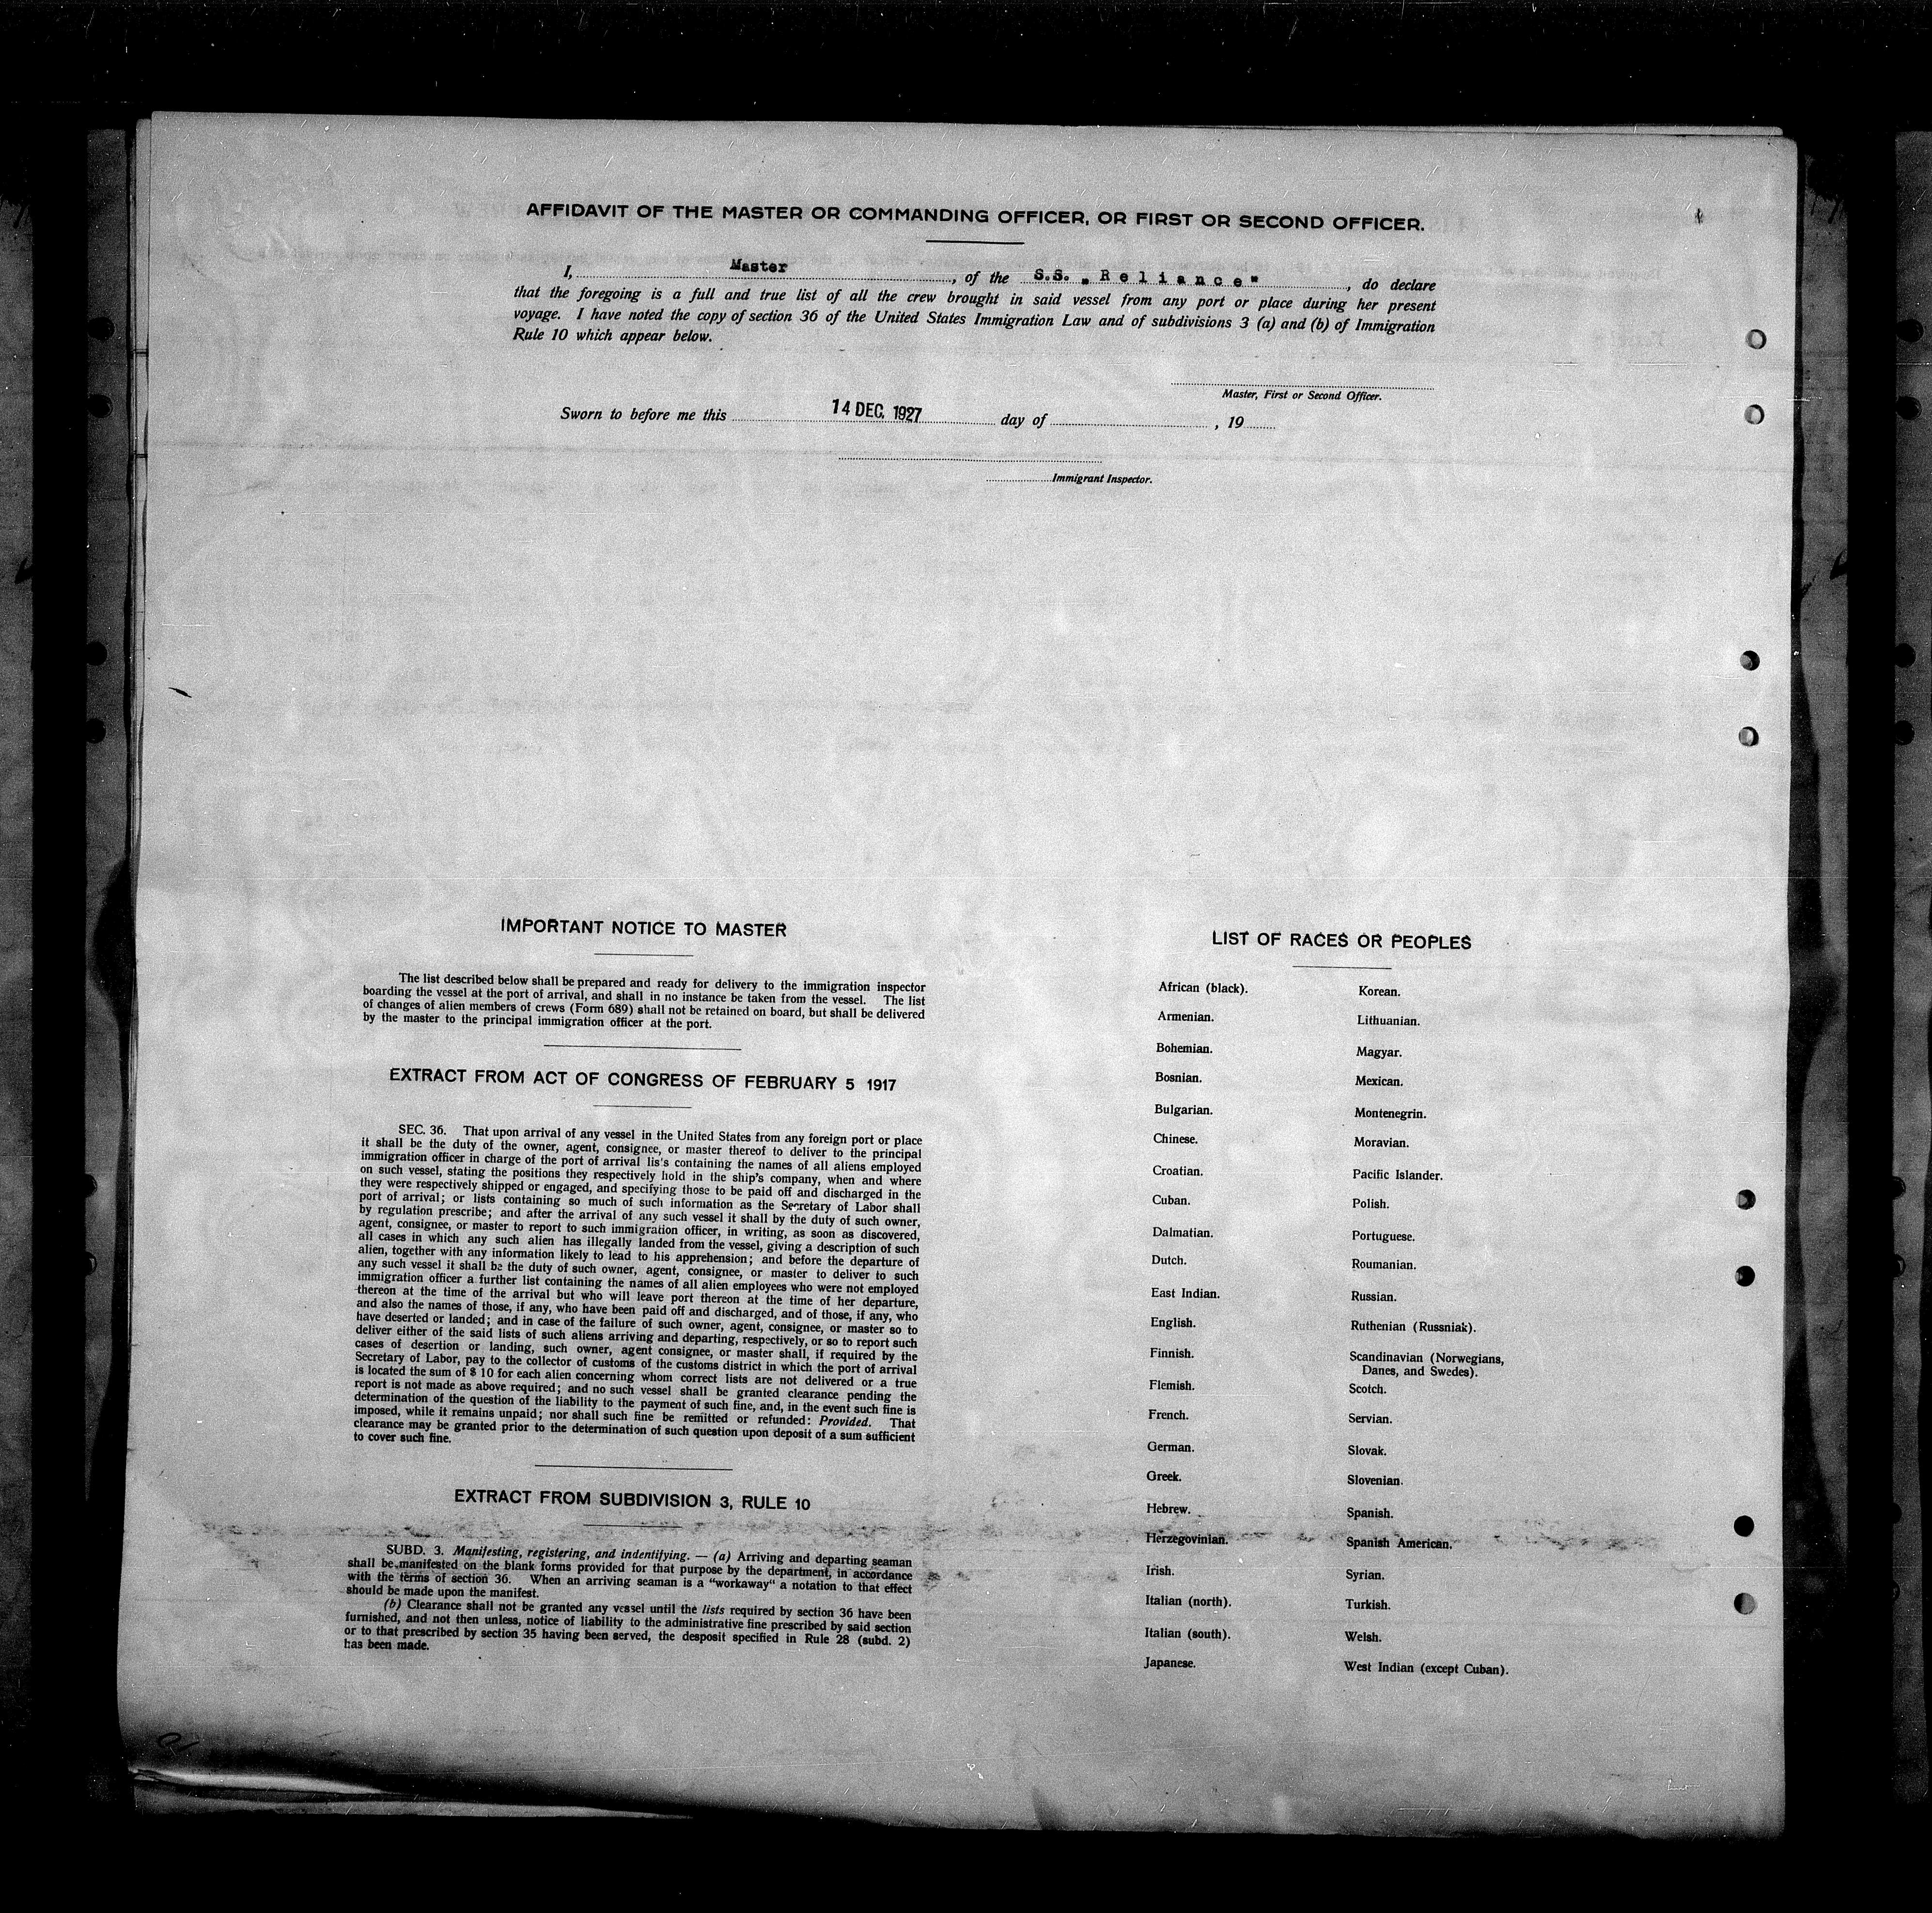 AFFIDAVIT OF THE MASTER OR COMMANDING OFFICER, OR FIRST OR SECOND OFFICER.
I, Master, of the S.S. „Reliance", do declare
that the foregoing is a full and true list of all the crew brought in said vessel from any port or place during her present
voyage. I have noted the copy of section 36 of the United States Immigration Law and of subdivisions 3 (a) and (b) of Immigration
Rule 10 which appear below.
Master, First or Second Officer.
Sworn to before me this 14 DEC. 1927 day of , 19
Immigrant Inspector.
IMPORTANT NOTICE TO MASTER
The list described below shall be prepared and ready for delivery to the immigration inspector
boarding the vessel at the port of arrival, and shall in no instance be taken from the vessel. The list
of changes of alien members of crews (Form 689) shall not be retained on board, but shall be delivered
by the master to the principal immigration officer at the port.
EXTRACT FROM ACT OF CONGRESS OF FEBRUARY 5 1917
SEC. 36. That upon arrival of any vessel in the United States from any foreign port or place
it shall be the duty of the owner, agent, consignee, or master thereof to deliver to the principal
immigration officer in charge of the port of arrival lis's containing the names of all aliens employed
on such vessel, stating the positions they respectively hold in the ship's company, when and where
they were respectively shipped or engaged, and specifying those to be paid off and discharged in the
port of arrival; or lists containing so much of such information as the Secretary of Labor shall
by regulation prescribe; and after the arrival of any such vessel it shall by the duty of such owner,
agent, consignee, or master to report to such immigration officer, in writing, as soon as discovered,
all cases in which any such alien has illegally landed from the vessel, giving a description of such
alien, together with any information likely to lead to his apprehension; and before the departure of
any such vessel it shall be the duty of such owner, agent, consignee, or master to deliver to such
immigration officer a further list containing the names of all alien employees who were not employed
thereon at the time of the arrival but who will leave port thereon at the time of her departure,
and also the names of those, if any, who have been paid off and discharged, and of those, if any, who
have deserted or landed; and in case of the failure of such owner, agent, consignee, or master so to
deliver either of the said lists of such aliens arriving and departing, respectively, or so to report such
cases of desertion or landing, such owner, agent consignee, or master shall, if required by the
Secretary of Labor, pay to the collector of customs of the customs district in which the port of arrival
is located the sum of $ 10 for each alien concerning whom correct lists are not delivered or a true
report is not made as above required; and no such vessel shall be granted clearance pending the
determination of the question of the liability to the payment of such fine, and, in the event such fine is
imposed, while it remains unpaid; nor shall such fine be remitted or refunded: Provided. That
clearance may be granted prior to the determination of such question upon deposit of a sum sufficient
to cover such fine.
EXTRACT FROM SUBDIVISION 3, RULE 10
SUBD. 3. Manifesting, registering, and indentifying. — (a) Arriving and departing seaman
shall be manifested on the blank forms provided for that purpose by the department, in accordance
with the terms of section 36. When an arriving seaman is a "workaway" a notation to that effect
should be made upon the manifest.
(b) Clearance shall not be granted any vessel until the lists required by section 36 have been
furnished, and not then unless, notice of liability to the administrative fine prescribed by said section
or to that prescribed by section 35 having been served, the desposit specified in Rule 28 (subd. 2)
has been made.
LIST OF RACES OR PEOPLES
African (black).
Armenian.
Bohemian.
Bosnian.
Bulgarian.
Chinese.
Croatian.
Cuban.
Dalmatian.
Dutch.
East Indian.
English.
Finnish.
Flemish.
French.
German.
Greek.
Hebrew.
Herzegovinian.
Irish.
Italian (north).
Italian (south).
Japanese.
Korean.
Lithuanian.
Magyar.
Mexican.
Montenegrin.
Moravian.
Pacific Islander.
Polish.
Portuguese.
Roumanian.
Russian.
Ruthenian (Russniak).
Scandinavian (Norwegians,
Danes, and Swedes).
Scotch.
Servian.
Slovak.
Slovenian.
Spanish.
Spanish American.
Syrian.
Turkish.
Welsh.
West Indian (except Cuban).